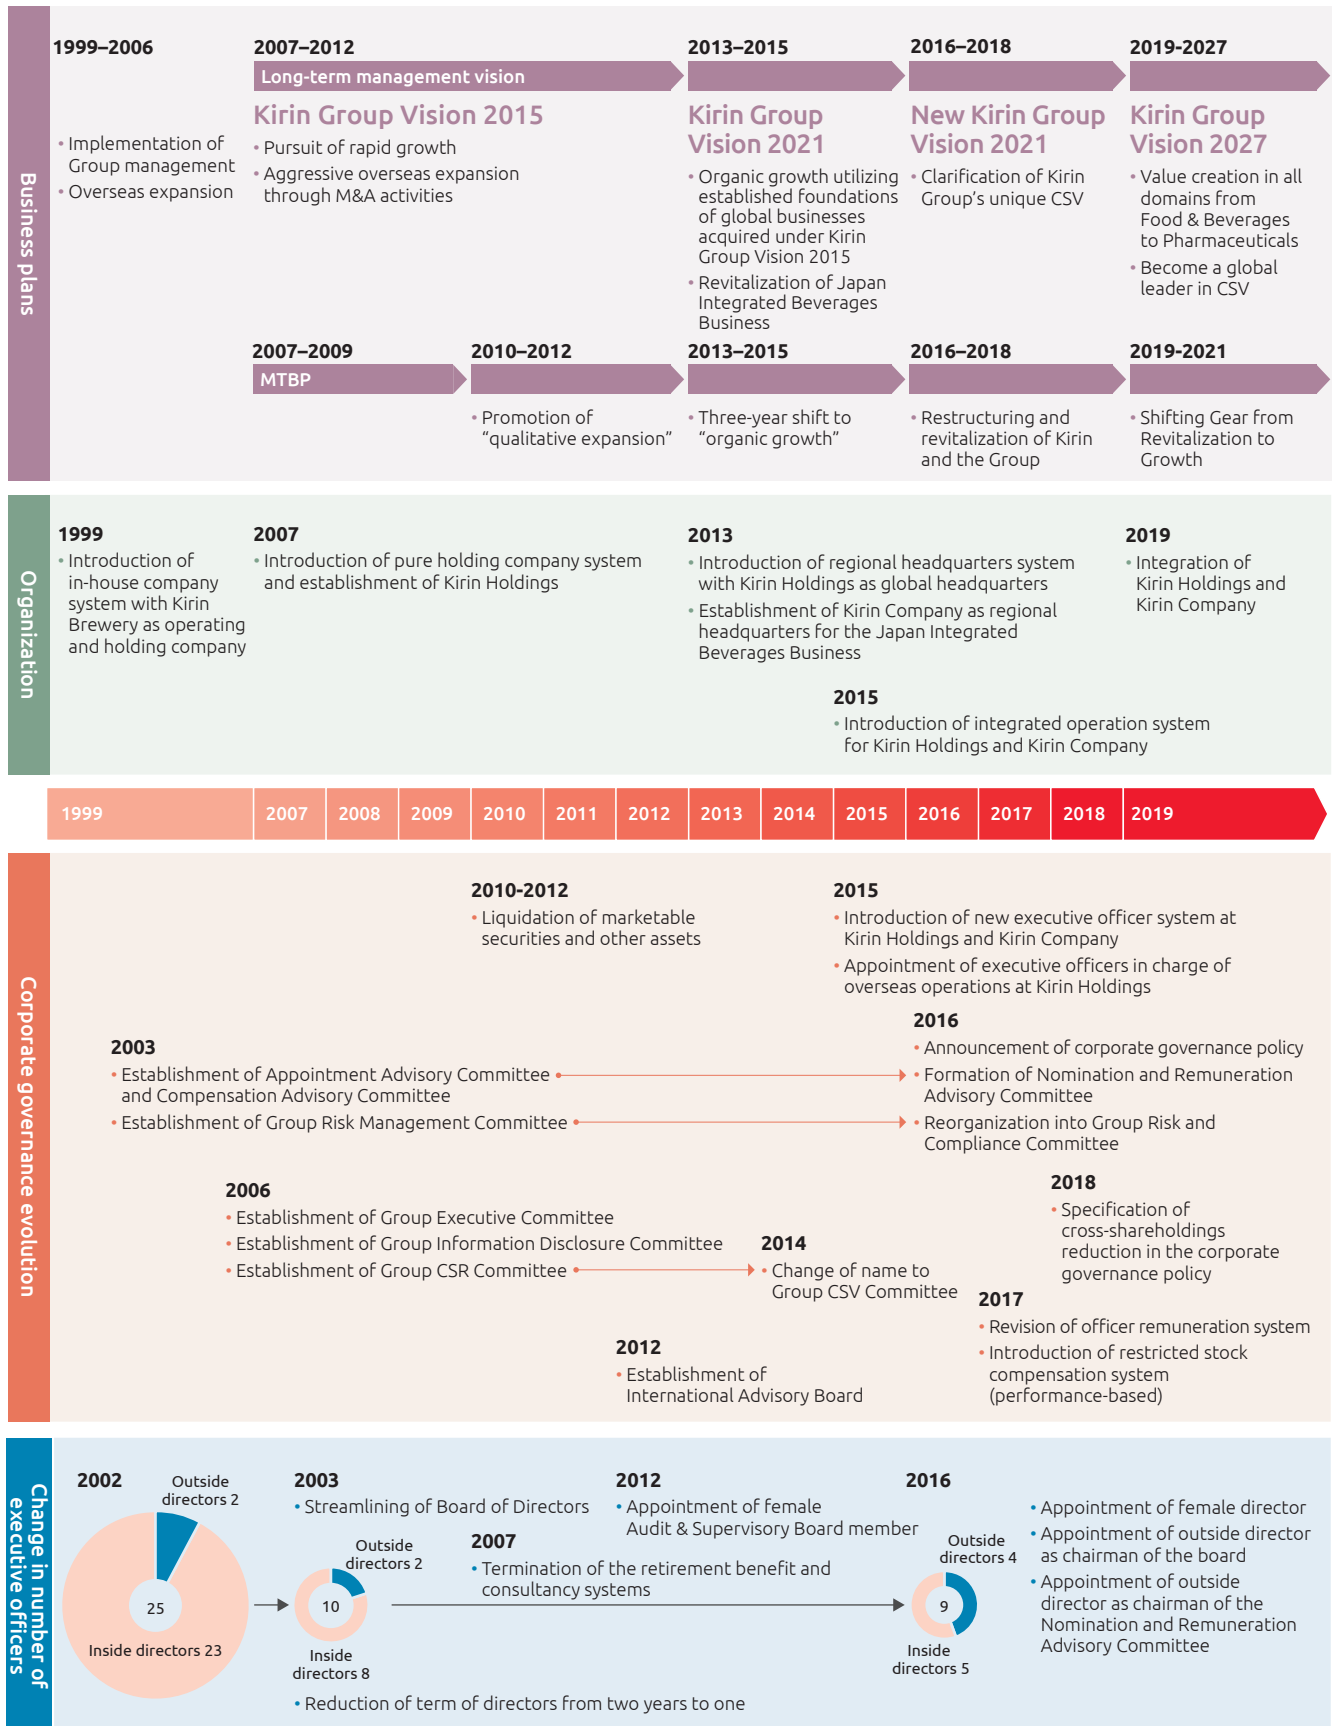 Business plans
1999–2006
• Implementation of
Group management
• Overseas expansion
2007–2012
Long-term management vision
Kirin Group Vision 2015
• Pursuit of rapid growth
• Aggressive overseas expansion
through M&A activities
2013–2015
Kirin Group
Vision 2021
• Organic growth utilizing
established foundations
of global businesses
acquired under Kirin
Group Vision 2015
• Revitalization of Japan
Integrated Beverages
Business
2016–2018
New Kirin Group
Vision 2021
• Clarification of Kirin
Group’s unique CSV
2019-2027
Kirin Group
Vision 2027
• Value creation in all
domains from
Food & Beverages
to Pharmaceuticals
• Become a global
leader in CSV
2007–2009
MTBP
2010–2012
• Promotion of
“qualitative expansion”
2013–2015
• Three-year shift to
“organic growth”
2016–2018
• Restructuring and
revitalization of Kirin
and the Group
2019-2021
• Shifting Gear from
Revitalization to
Growth
Organization
1999
• Introduction of
in-house company
system with Kirin
Brewery as operating
and holding company
2007
• Introduction of pure holding company system
and establishment of Kirin Holdings
2013
• Introduction of regional headquarters system
with Kirin Holdings as global headquarters
• Establishment of Kirin Company as regional
headquarters for the Japan Integrated
Beverages Business
2019
• Integration of
Kirin Holdings and
Kirin Company
2015
• Introduction of integrated operation system
for Kirin Holdings and Kirin Company
1999 2007 2008 2009 2010 2011 2012 2013 2014 2015 2016 2017 2018 2019
Corporate governance evolution
2010-2012
• Liquidation of marketable
securities and other assets
2015
• Introduction of new executive officer system at
Kirin Holdings and Kirin Company
• Appointment of executive officers in charge of
overseas operations at Kirin Holdings
2003
• Establishment of Appointment Advisory Committee
and Compensation Advisory Committee
• Establishment of Group Risk Management Committee
2016
• Announcement of corporate governance policy
• Formation of Nomination and Remuneration
Advisory Committee
• Reorganization into Group Risk and
Compliance Committee
2006
• Establishment of Group Executive Committee
• Establishment of Group Information Disclosure Committee
• Establishment of Group CSR Committee
2014
• Change of name to
Group CSV Committee
2018
• Specification of
cross-shareholdings
reduction in the corporate
governance policy
2017
• Revision of officer remuneration system
• Introduction of restricted stock
compensation system
(performance-based)
2012
• Establishment of
International Advisory Board
Change in number of
executive officers
2002
Outside
directors 2
25
Inside directors 23
2003
• Streamlining of Board of Directors
Outside
directors 2
10
Inside
directors 8
• Reduction of term of directors from two years to one
2007
• Termination of the retirement benefit and
consultancy systems
2012
• Appointment of female
Audit & Supervisory Board member
2016
Outside
directors 4
9
Inside
directors 5
• Appointment of female director
• Appointment of outside director
as chairman of the board
• Appointment of outside
director as chairman of the
Nomination and Remuneration
Advisory Committee